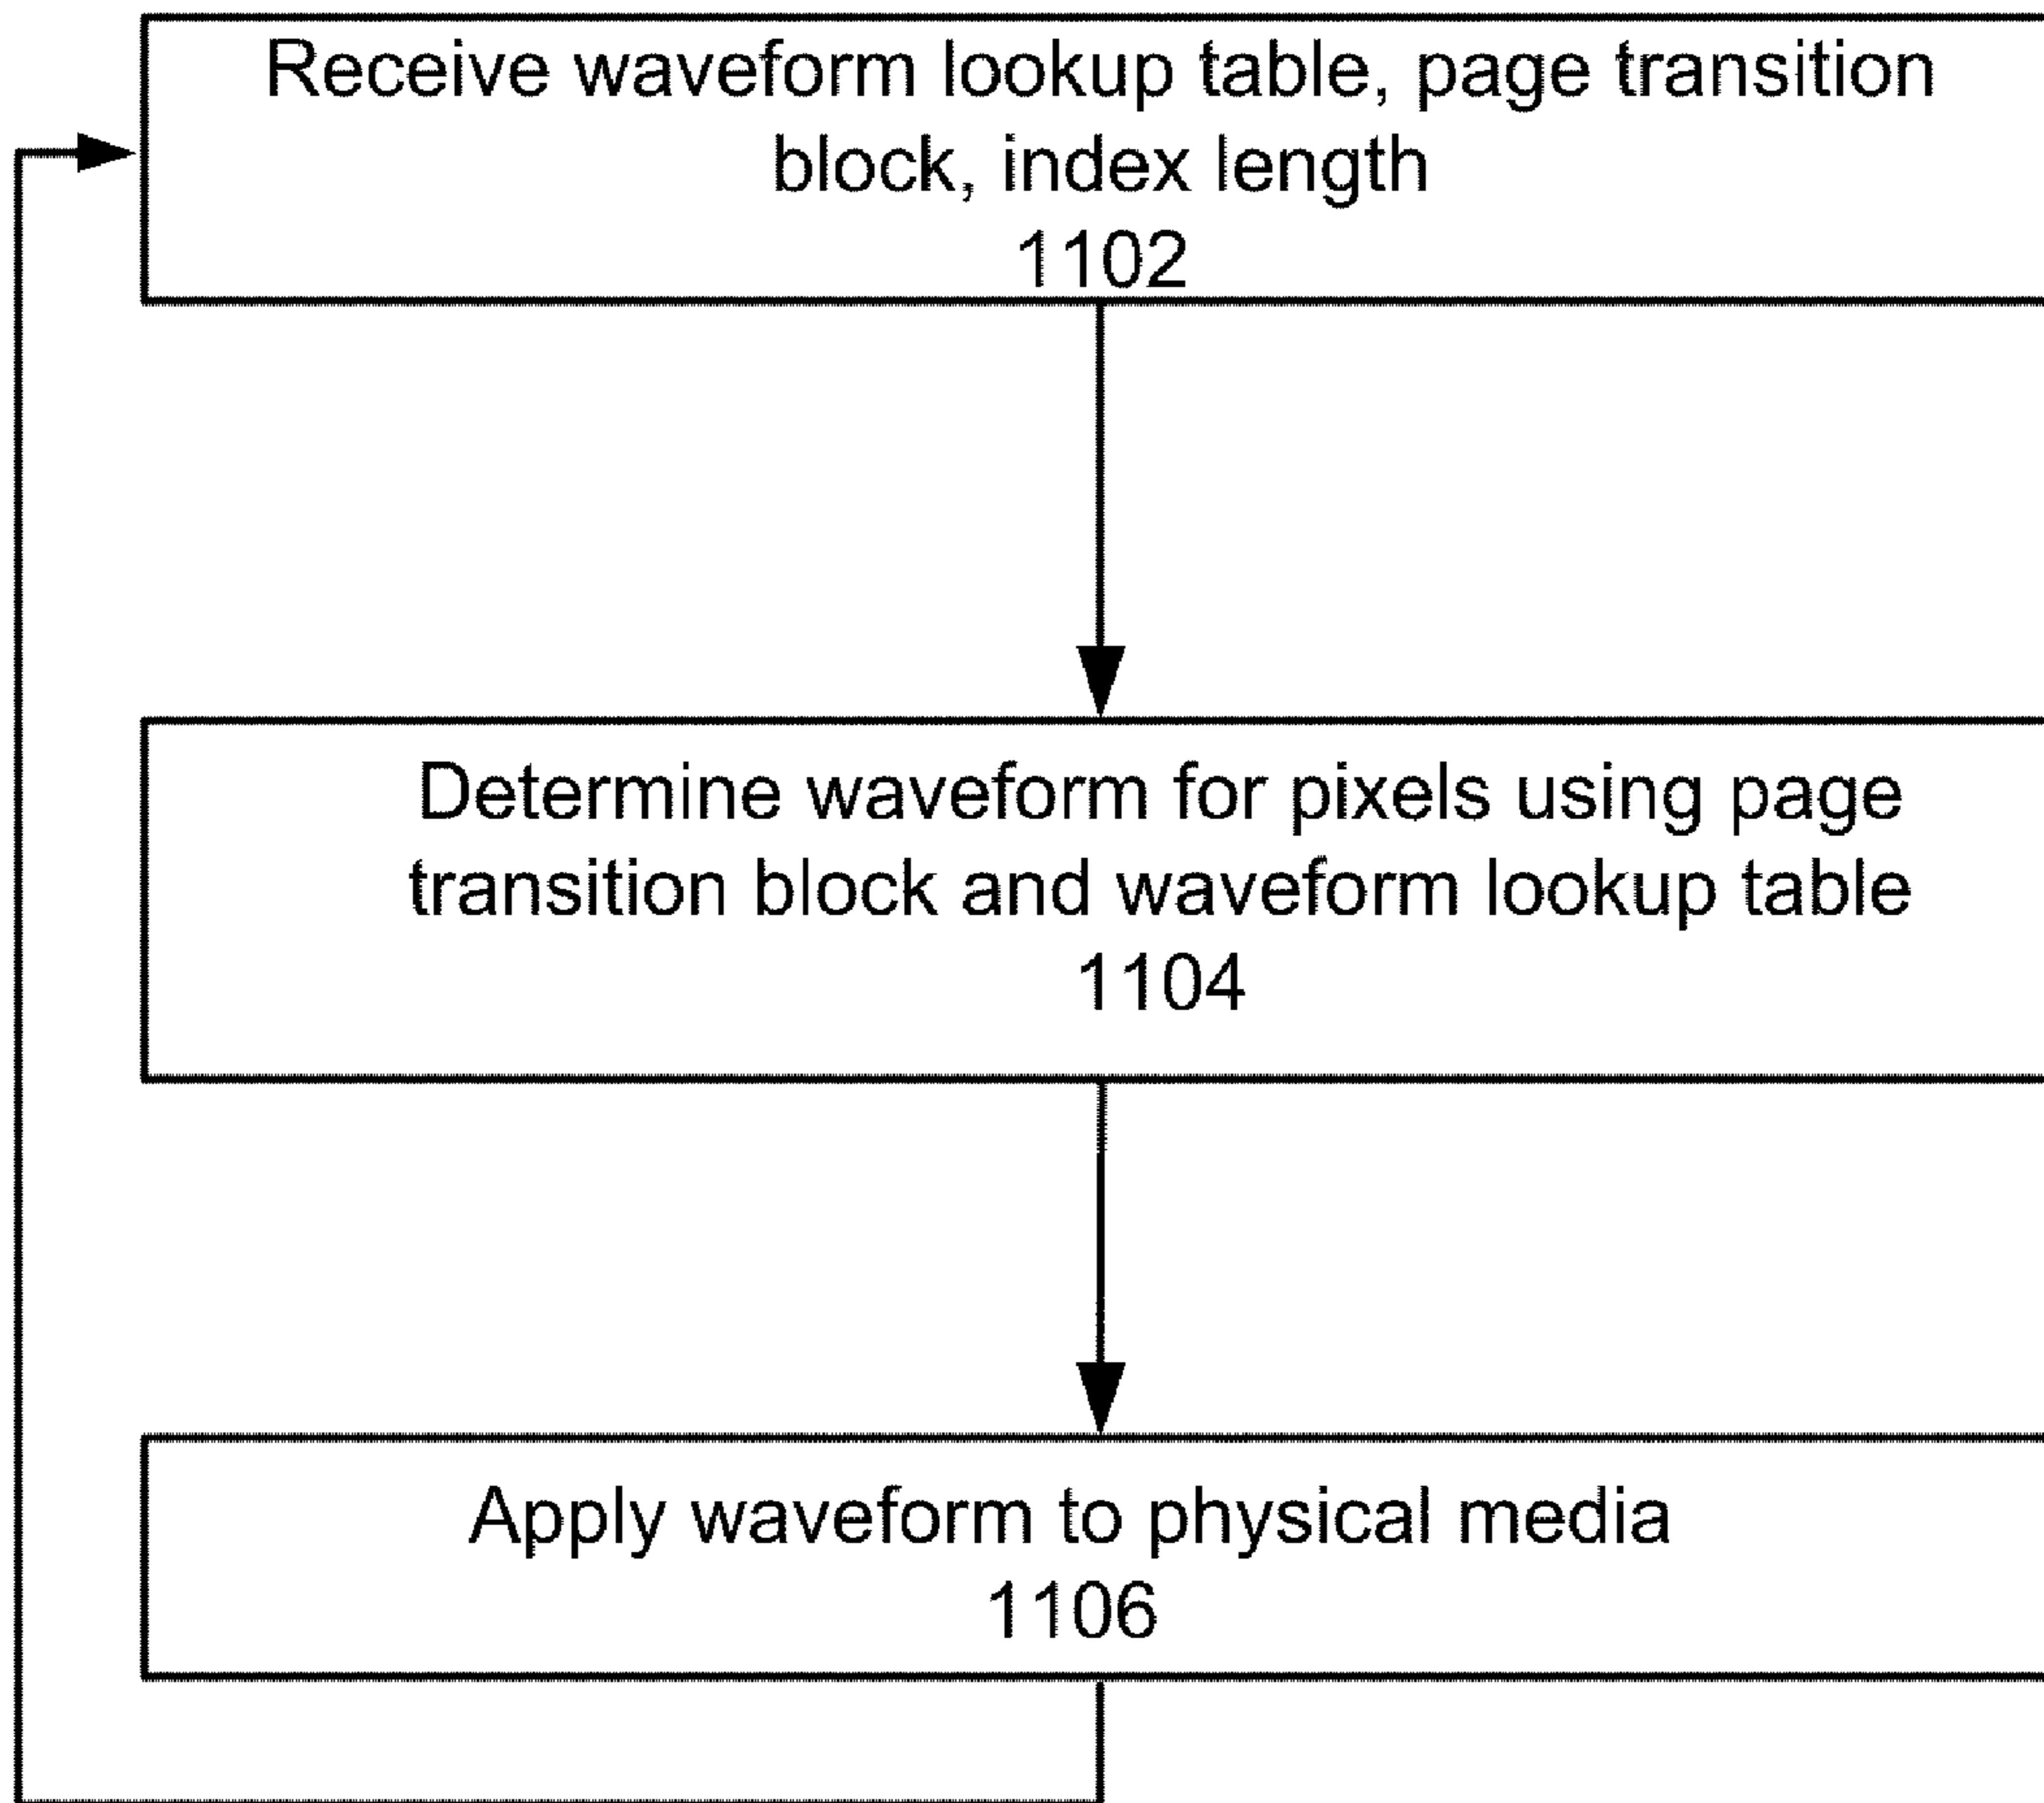 Receive waveform lookup table, page transition
block, index length
1102
Determine waveform for pixels using page
transition block and waveform lookup table
1104
Apply waveform to physical media
1106